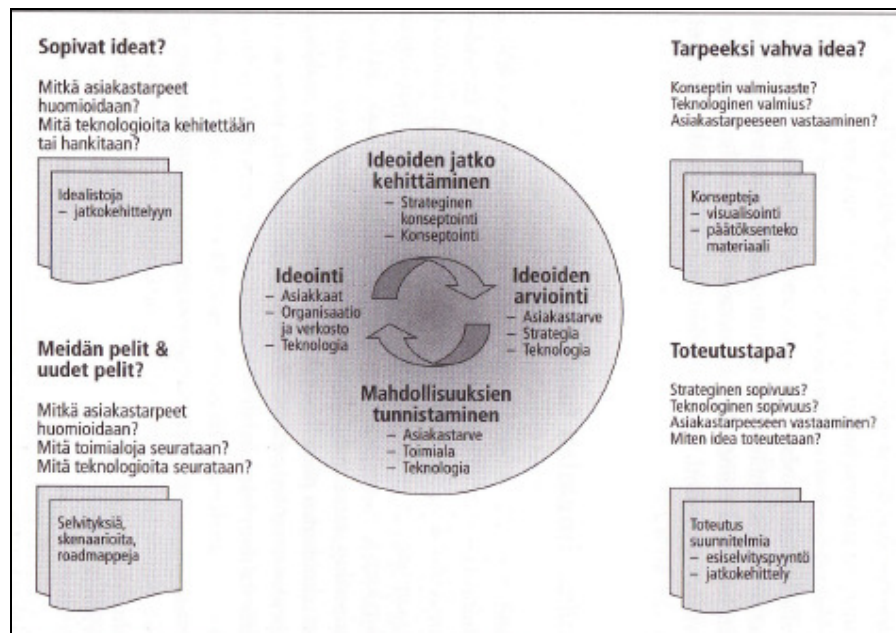 Sopivat ideat?
Mitkä asiakastarpeet
huomioidaan?
Mitä teknologioita kehitettään
tai hankitaan?
Idealistoja
– jatkokehittelyyn
Meidän pelit &
uudet pelit?
Mitkä asiakastarpeet
huomioidaan?
Mitä toimialoja seurataan?
Mitä teknologioita seurataan?
Selvityksiä,
skenaarioita,
roadmappeja
Ideoiden jatko
kehittäminen
– Strateginen
konseptointi
– Konseptointi
Ideointi
– Asiakkaat
– Organisaatio
ja verkosto
– Teknologia
Ideoiden
arviointi
– Asiakastarve
– Strategia
– Teknologia
Mahdollisuuksien
tunnistaminen
– Asiakastarve
– Toimiala
– Teknologia
Tarpeeksi vahva idea?
Konseptin valmiusaste?
Teknologinen valmius?
Asiakastarpeeseen vastaaminen?
Konsepteja
– visualisointi
– päätöksenteko
materiaali
Toteutustapa?
Strateginen sopivuus?
Teknologinen sopivuus?
Asiakastarpeeseen vastaaminen?
Miten idea toteutetaan?
Toteutus
suunnitelmia
– esiselvityspyyntö
– jatkokehittely